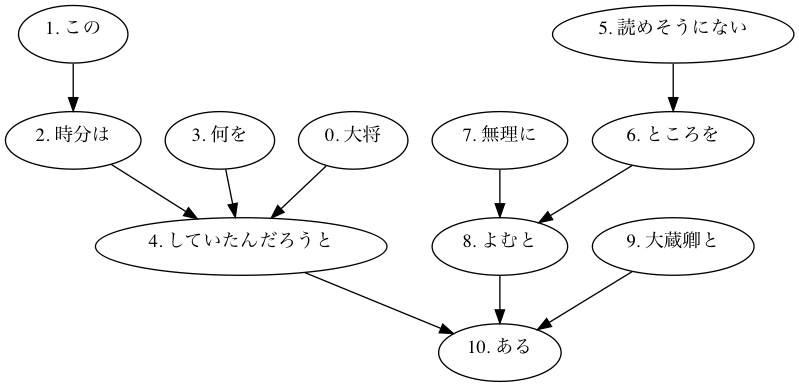 1. この
5. 読めそうにない
2. 時分は
3. 何を
0. 大将
7. 無理に
6. ところを
4. していたんだろうと
8. よむと
9. 大蔵卿と
10. ある